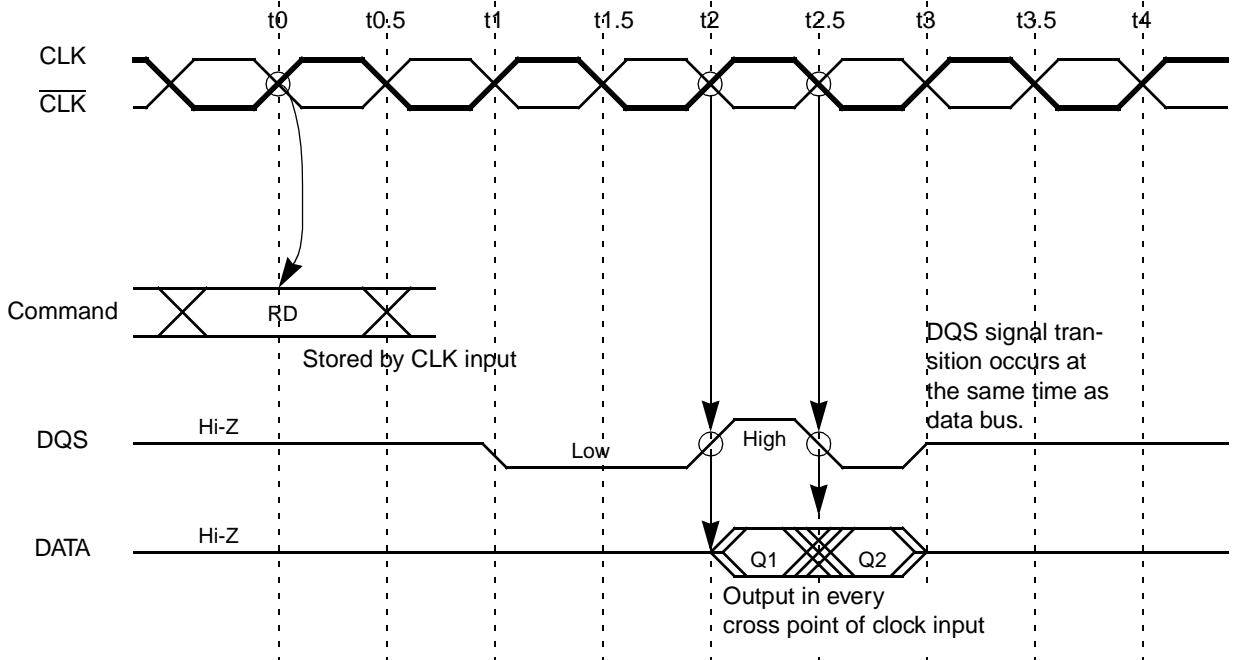 t0 t0.5 t1 t1.5 t2 t2.5 t3 t3.5 t4
CLK
CLK
Command
RD
Stored by CLK input
DQS signal tran-
sition occurs at
the same time as
data bus.
DQS
Hi-Z
Low
High
DATA
Hi-Z
Q1
Q2
Output in every
cross point of clock input